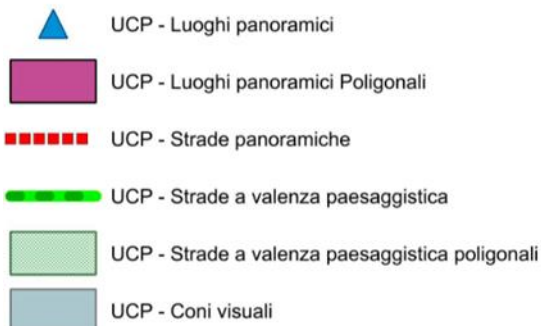 UCP - Luoghi panoramici
UCP - Luoghi panoramici Poligonali
UCP - Strade panoramiche
UCP - Strade a valenza paesaggistica
UCP - Strade a valenza paesaggistica poligonali
UCP - Coni visuali